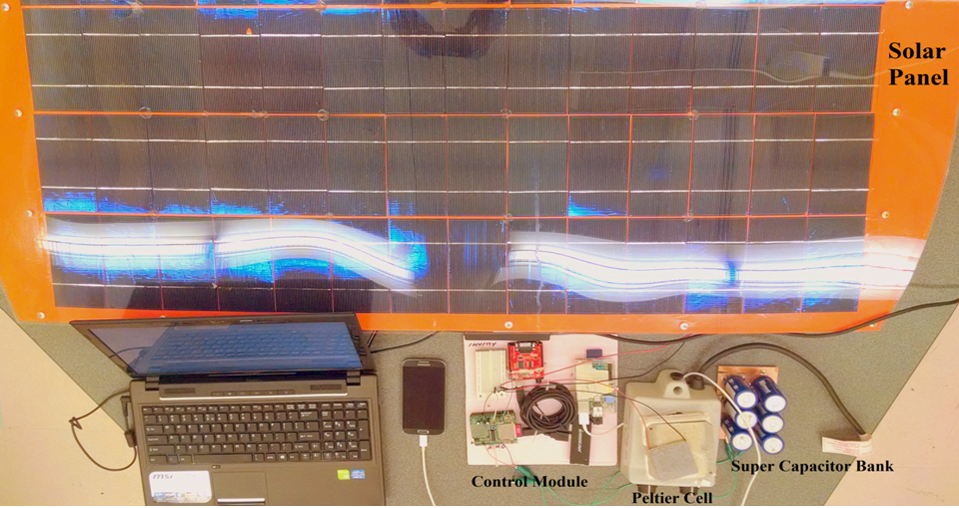 Solar
Panel
msi
Control Module
Super Capacitor Bank
Peltier Cell